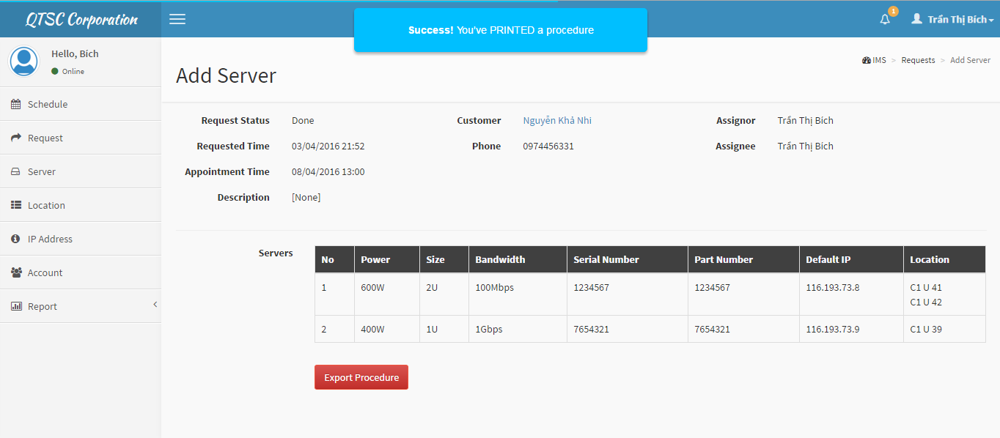 QTSC Corporation
Success! You've PRINTED a procedure
1
Trần Thị Bích
Hello, Bích
Online
IMS > Requests > Add Server
Add Server
Schedule
Request
Server
Location
IP Address
Account
Report
Request Status Done Customer Nguyễn Khả Nhi Assignor Trần Thị Bích
Requested Time 03/04/2016 21:52 Phone 0974456331 Assignee Trần Thị Bích
Appointment Time 08/04/2016 13:00
Description [None]
Servers
No Power Size Bandwidth Serial Number Part Number Default IP Location
1 600W 2U 100Mbps 1234567 1234567 116.193.73.8 C1 U 41
C1 U 42
2 400W 1U 1Gbps 7654321 7654321 116.193.73.9 C1 U 39
Export Procedure